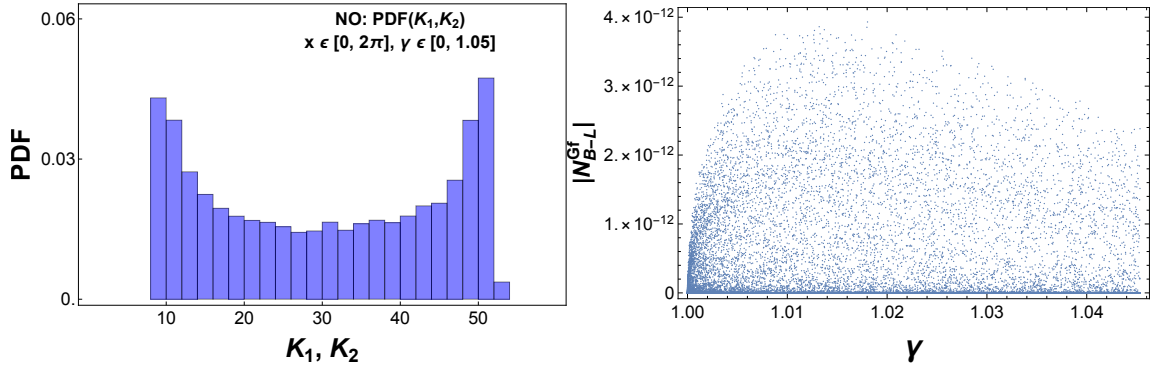 NO: PDF(K₁,K₂)
x ϵ [0, 2π], γ ϵ [0, 1.05]
0.06
0.03
0.
PDF
10 20 30 40 50
K₁, K₂
4.×10⁻¹²
3.×10⁻¹²
2.×10⁻¹²
1.×10⁻¹²
0
|N_{B-L}^{Gf}|
1.00 1.01 1.02 1.03 1.04
γ